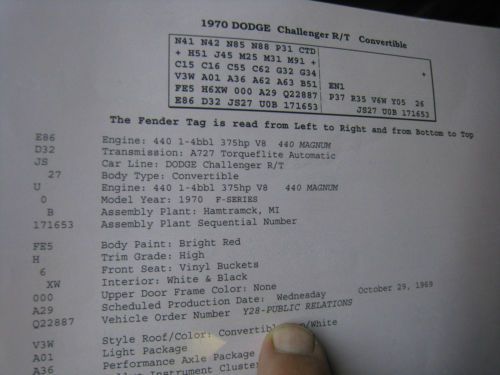 1970 DODGE Challenger R/T Convertible
N41 N42 N85 N88 P31 CTD
+ H51 J45 M25 M31 M91 + +
C15 C16 C55 C62 G32 G34
V3W A01 A36 A62 A63 B51 EN1
FE5 H6XW 000 A29 Q22887 P37 R35 V6W Y05 26
E86 D32 JS27 U0B 171653 JS27 U0B 171653
The Fender Tag is read from Left to Right and from Bottom to Top
E86 Engine: 440 1-4bbl 375hp V8 440 MAGNUM
D32 Transmission: A727 Torqueflite Automatic
JS Car Line: DODGE Challenger R/T
27 Body Type: Convertible
U Engine: 440 1-4bbl 375hp V8 440 MAGNUM
0 Model Year: 1970 F-SERIES
B Assembly Plant: Hamtramck, MI
171653 Assembly Plant Sequential Number
FE5 Body Paint: Bright Red
H Trim Grade: High
6 Front Seat: Vinyl Buckets
XW Interior: White & Black
000 Upper Door Frame Color: None
A29 Scheduled Production Date: Wednesday October 29, 1969
Q22887 Vehicle Order Number Y28-PUBLIC RELATIONS
V3W Style Roof/Color: Convertible /White
A01 Light Package
A36 Performance Axle Package
Instrument Cluster